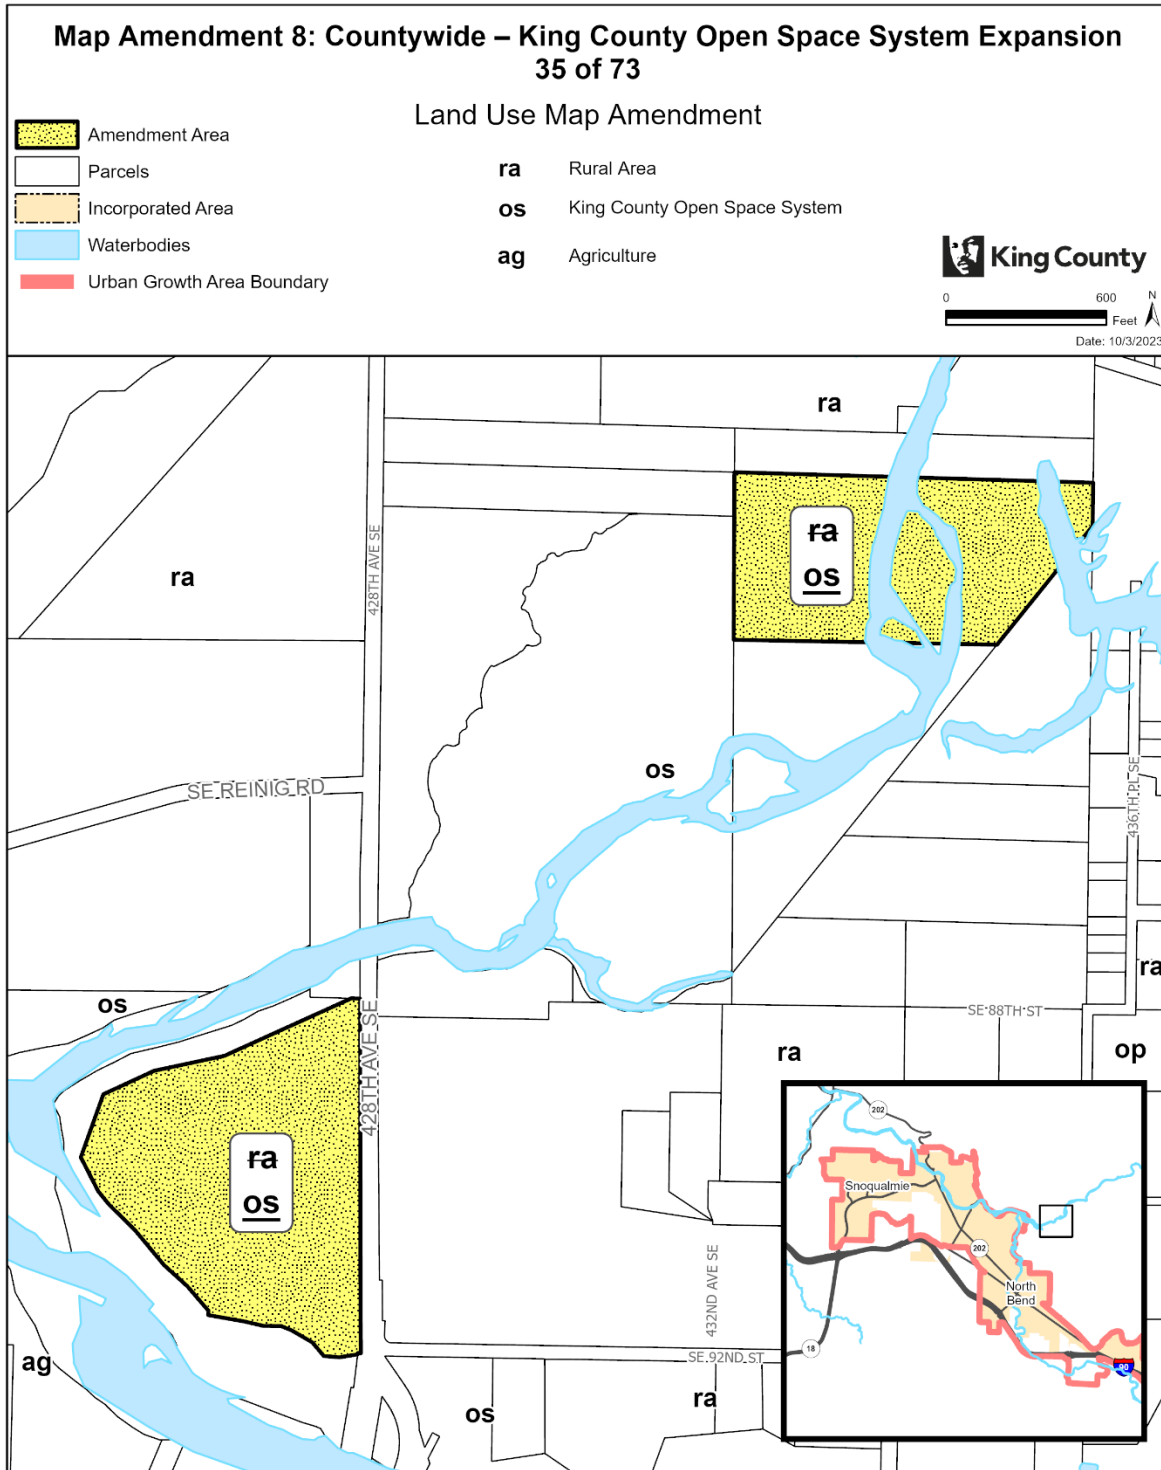 Map Amendment 8: Countywide – King County Open Space System Expansion
35 of 73
Land Use Map Amendment
Amendment Area
Parcels
Incorporated Area
Waterbodies
Urban Growth Area Boundary
ra Rural Area
os King County Open Space System
ag Agriculture
King County
0 600
Feet
N
Date: 10/3/2023
ra
ra
os
428TH AVE SE
ra
SE REINIG RD
os
436TH PL SE
ra
os
SE 88TH ST
428TH AVE SE
ra
op
ra
os
432ND AVE SE
SE 92ND ST
ag
os
ra
202
Snoqualmie
202
North
Bend
18
90